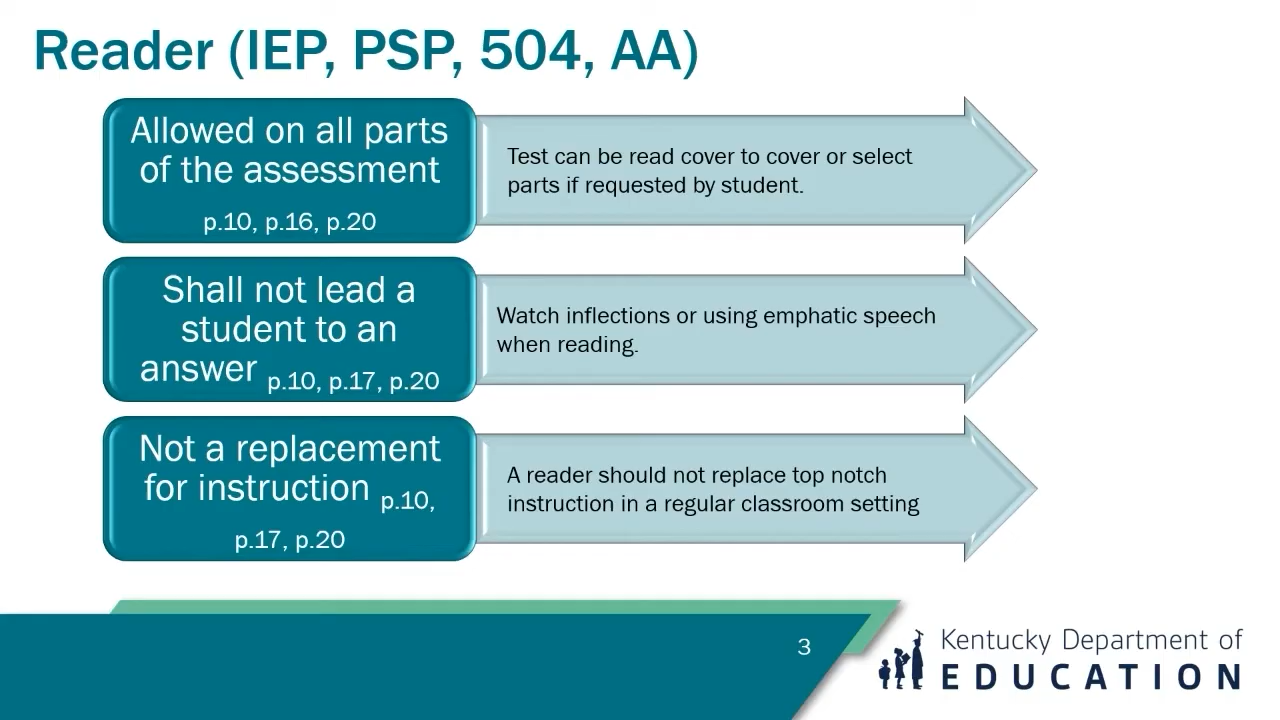 Reader (IEP, PSP, 504, AA)
Allowed on all parts
of the assessment
p.10, p.16, p.20
Test can be read cover to cover or select
parts if requested by student.
Shall not lead a
student to an
answer p.10, p.17, p.20
Watch inflections or using emphatic speech
when reading.
Not a replacement
for instruction p.10,
p.17, p.20
A reader should not replace top notch
instruction in a regular classroom setting
3
Kentucky Department of
EDUCATION